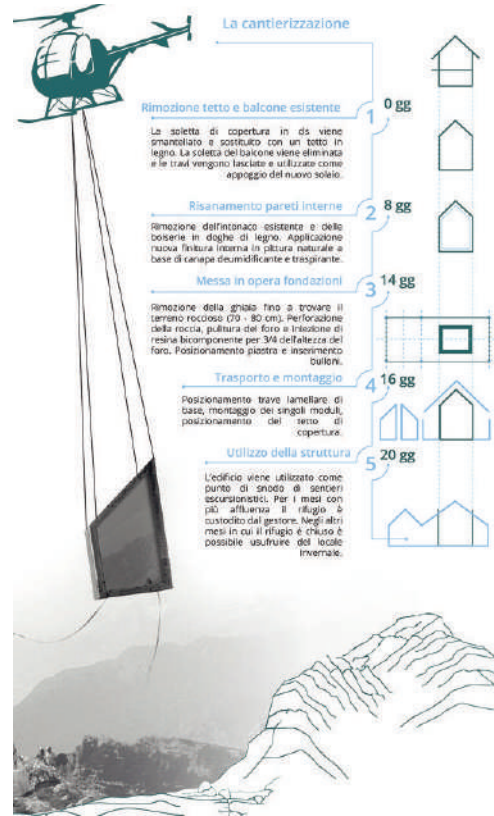 La cantierizzazione
Rimozione tetto e balcone esistente
1
0 gg
La soletta di copertura in cls viene
smantellato e sostituito con un tetto in
legno. La soletta del balcone viene eliminata
e le travi vengono lasciate e utilizzate come
appoggio del nuovo solaio.
Risanamento pareti interne
2
8 gg
Rimozione dell'intonaco esistente e delle
boiserie in doghe di legno. Applicazione
nuova finitura interna in pittura naturale a
base di canapa deumidificante e traspirante.
Messa in opera fondazioni
3
14 gg
Rimozione della ghiaia fino a trovare il
terreno roccioso (70 - 80 cm). Perforazione
della roccia, pulitura del foro e iniezione di
resina bicomponente per 3/4 dell'altezza del
foro. Posizionamento piastra e inserimento
bulloni.
Trasporto e montaggio
4
16 gg
Posizionamento trave lamellare di
base, montaggio dei singoli moduli,
posizionamento del tetto di
copertura.
Utilizzo della struttura
5
20 gg
L'edificio viene utilizzato come
punto di snodo di sentieri
escursionistici. Per i mesi con
più affluenza il rifugio è
custodito dal gestore. Negli altri
mesi in cui il rifugio è chiuso è
possibile usufruire del locale
invernale.